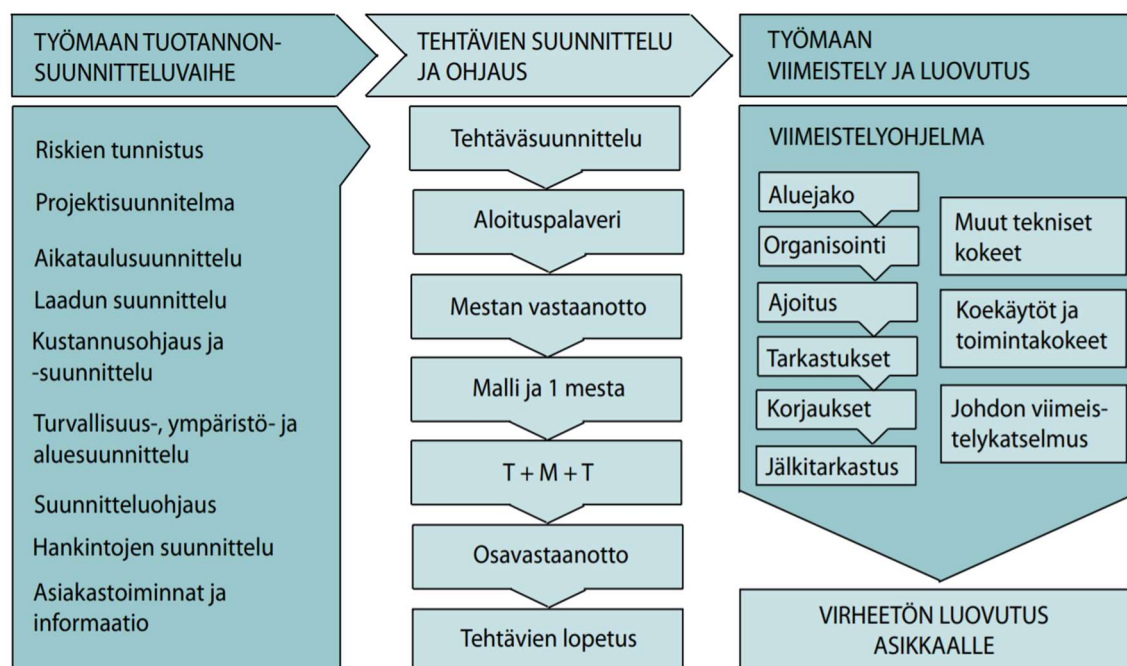 TYÖMAAN TUOTANNON-
SUUNNITTELUVAIHE
Riskien tunnistus
Projektisuunnitelma
Aikataulusuunnittelu
Laadun suunnittelu
Kustannusohjaus ja
-suunnittelu
Turvallisuus-, ympäristö- ja
aluesuunnittelu
Suunnitteluohjaus
Hankintojen suunnittelu
Asiakastoiminnat ja
informaatio
TEHTÄVIEN SUUNNITTELU
JA OHJAUS
Tehtäväsuunnittelu
Aloituspalaveri
Mestan vastaanotto
Malli ja 1 mesta
T + M + T
Osavastaanotto
Tehtävien lopetus
TYÖMAAN
VIIMEISTELY JA LUOVUTUS
VIIMEISTELYOHJELMA
Aluejako
Organisointi
Ajoitus
Tarkastukset
Korjaukset
Jälkitarkastus
Muut tekniset
kokeet
Koekäytöt ja
toimintakokeet
Johdon viimeis-
telykatselmus
VIRHEETÖN LUOVUTUS
ASIKKAALLE